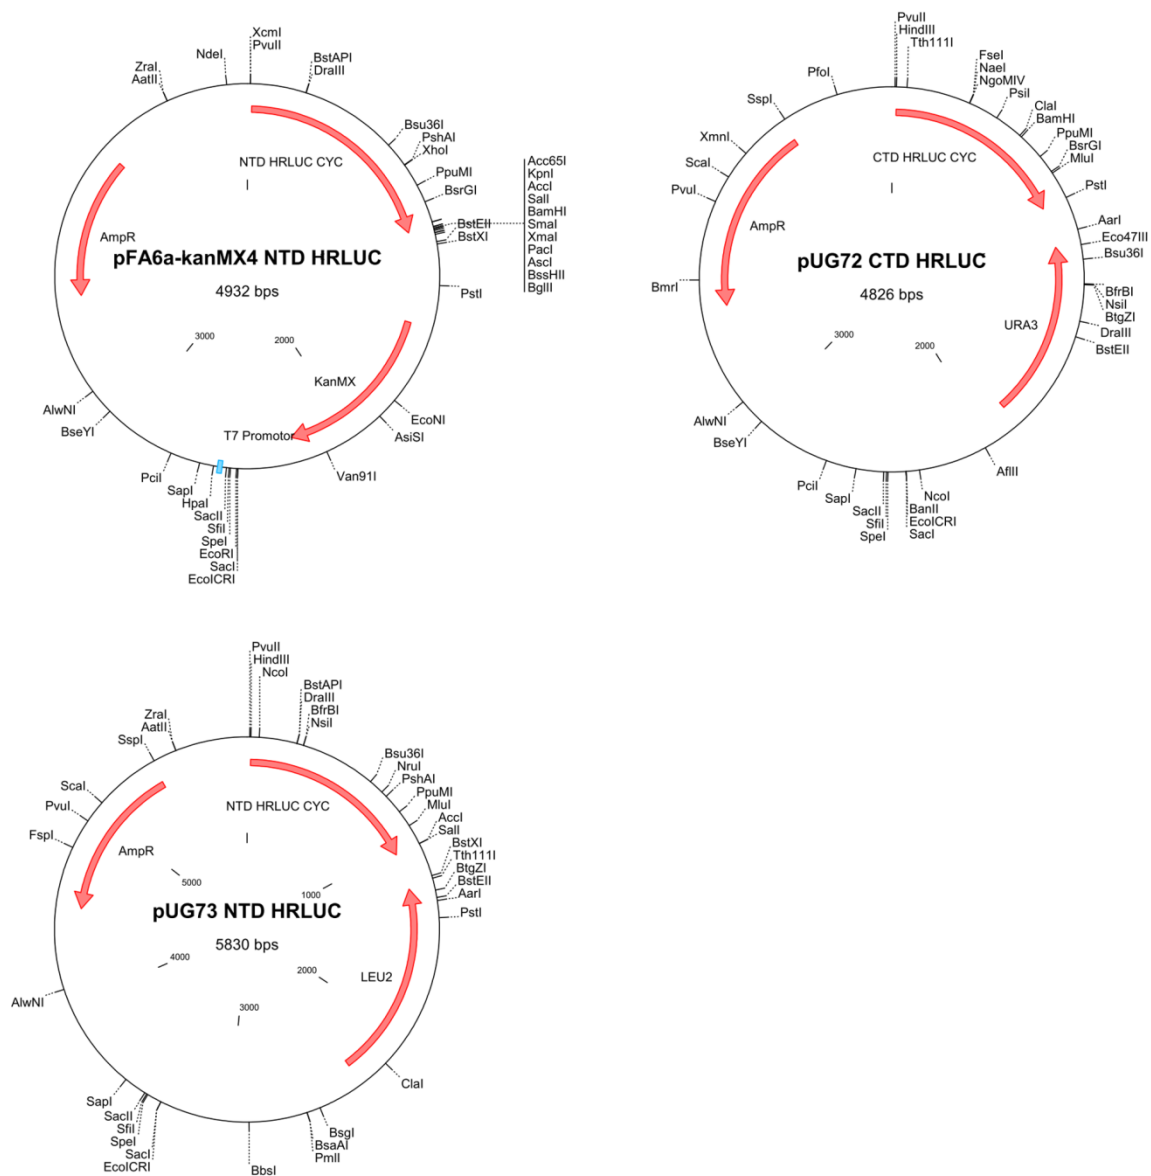 XcmI
PvuII
NdeI
BstAPI
DraIII
ZraI
AatII
Bsu36I
PshAI
XhoI
PpuMI
BsrGI
Acc65I
KpnI
AccI
SalI
BamHI
SmaI
XmaI
PacI
AscI
BssHII
BglII
BstEII
BstXI
PstI
NTD HRLUC CYC
I
AmpR
pFA6a-kanMX4 NTD HRLUC
4932 bps
3000
2000
KanMX
T7 Promotor
EcoNI
AsiSI
Van91I
AlwNI
BseYI
PciI
SapI
HpaI
SacII
SfiI
SpeI
EcoRI
SacI
EcoICRI
PvuII
HindIII
Tth111I
FseI
NaeI
NgoMIV
PsiI
ClaI
BamHI
PpuMI
BsrGI
MluI
PstI
AarI
Eco47III
Bsu36I
BfrBI
NsiI
BtgZI
DraIII
BstEII
PfoI
SspI
XmnI
ScaI
PvuI
BmrI
CTD HRLUC CYC
I
AmpR
pUG72 CTD HRLUC
4826 bps
URA3
3000
2000
AlwNI
BseYI
PciI
SapI
SacII
SfiI
SpeI
NcoI
BanII
EcoICRI
SacI
AflII
PvuII
HindIII
NcoI
BstAPI
DraIII
BfrBI
NsiI
ZraI
AatII
SspI
ScaI
PvuI
FspI
Bsu36I
NruI
PshAI
PpuMI
MluI
AccI
SalI
BstXI
Tth111I
BtgZI
BstEII
AarI
PstI
NTD HRLUC CYC
I
AmpR
5000
1000
pUG73 NTD HRLUC
5830 bps
4000
2000
3000
LEU2
AlwNI
ClaI
SapI
SacII
SfiI
SpeI
SacI
EcoICRI
BbsI
BsgI
BsaAI
PmlI